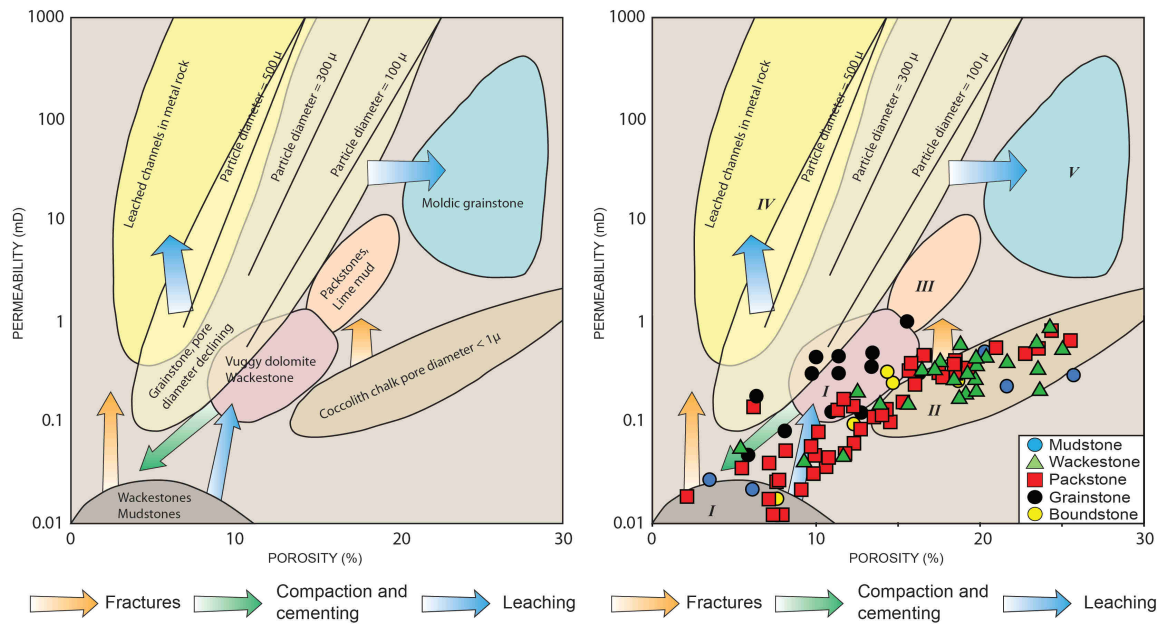 1000
100
10
1
0.1
0.01
PERMEABILITY (mD)
0
10
20
30
POROSITY (%)
Leached channels in metal rock
Particle diameter = 500 μ
Particle diameter = 300 μ
Particle diameter = 100 μ
Moldic grainstone
Packstones,
Lime mud
Grainstone, pore
diameter declining
Vuggy dolomite
Wackestone
Coccolith chalk pore diameter < 1μ
Wackestones
Mudstones
Fractures
Compaction and
cementing
Leaching
1000
100
10
1
0.1
0.01
PERMEABILITY (mD)
0
10
20
30
POROSITY (%)
Leached channels in metal rock
Particle diameter = 500 μ
Particle diameter = 300 μ
Particle diameter = 100 μ
IV
V
III
I
II
I
Mudstone
Wackestone
Packstone
Grainstone
Boundstone
Fractures
Compaction and
cementing
Leaching